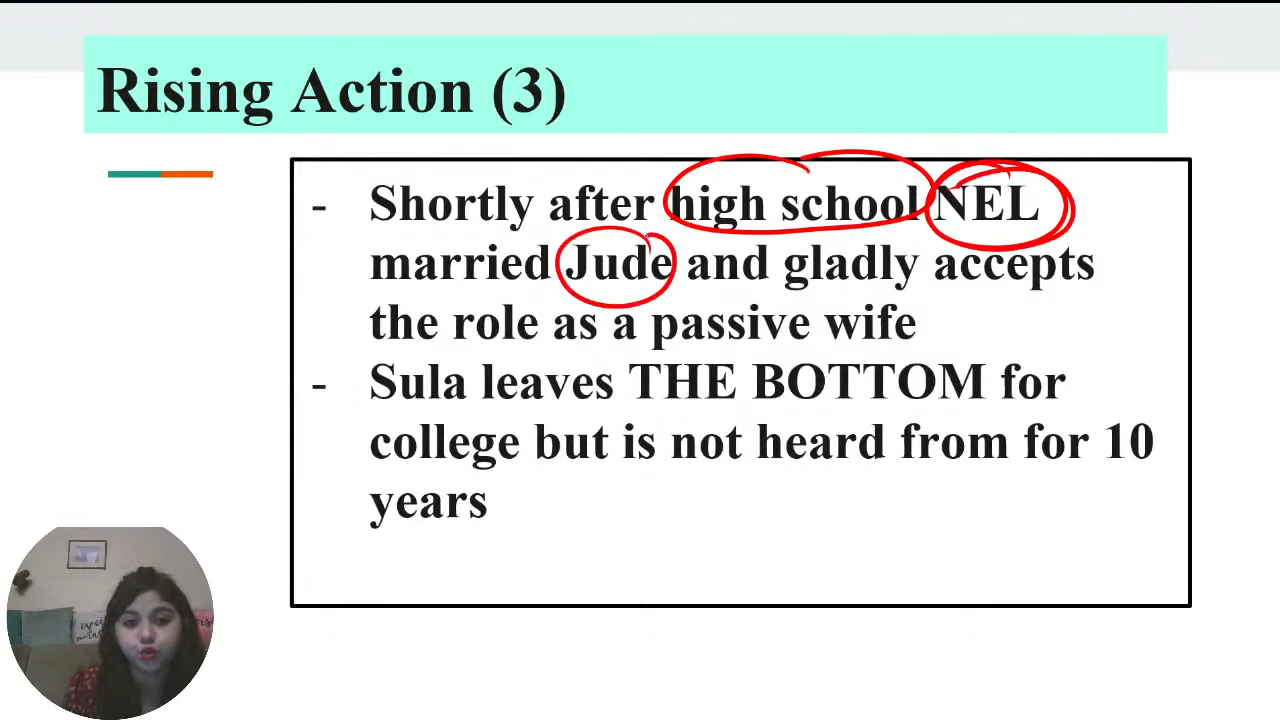 Rising Action (3)
- Shortly after high school NEL
married Jude and gladly accepts
the role as a passive wife
- Sula leaves THE BOTTOM for
college but is not heard from for 10
years